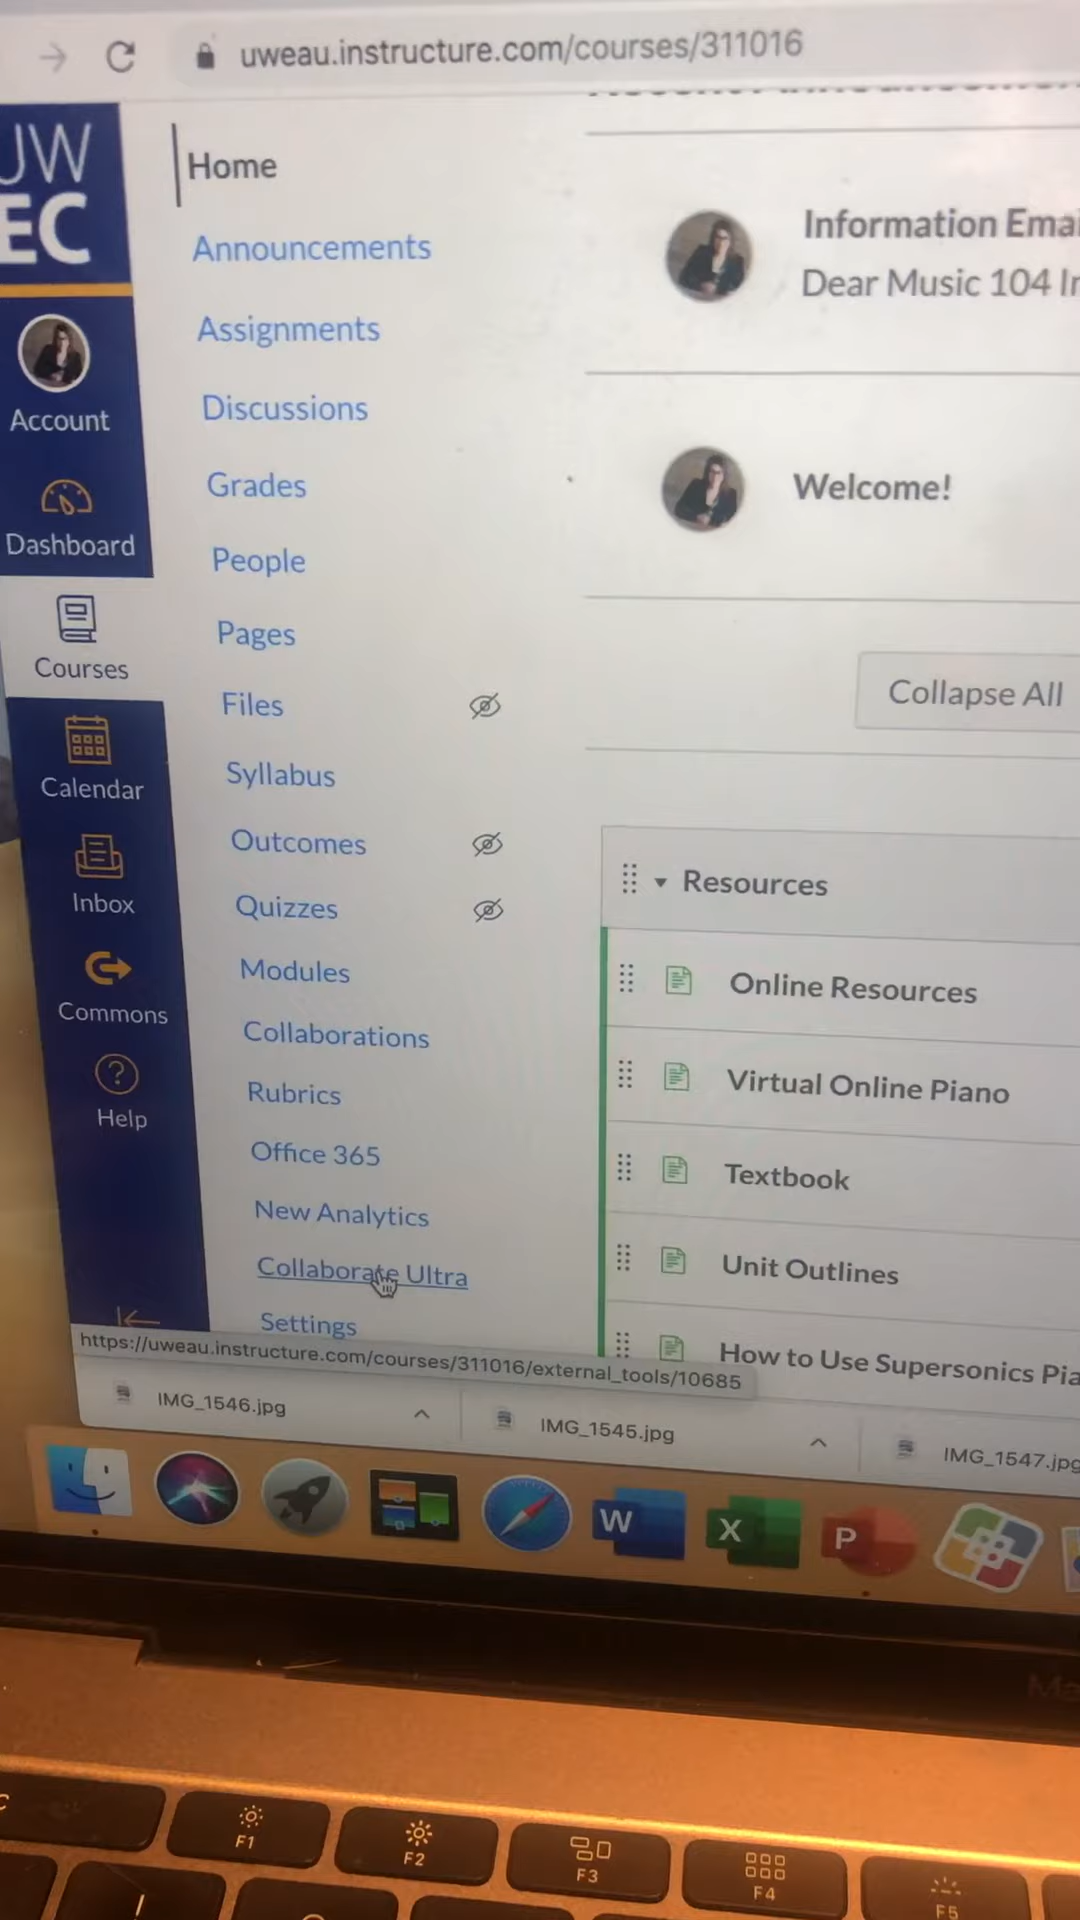 uweau.instructure.com/courses/311016
UW
EC
Account
Dashboard
Courses
Calendar
Inbox
Commons
Help
Home
Announcements
Assignments
Discussions
Grades
People
Pages
Files
Syllabus
Outcomes
Quizzes
Modules
Collaborations
Rubrics
Office 365
New Analytics
Collaborate Ultra
Settings
Information Emai
Dear Music 104 In
Welcome!
Collapse All
Resources
Online Resources
Virtual Online Piano
Textbook
Unit Outlines
How to Use Supersonics Pia
https://uweau.instructure.com/courses/311016/external_tools/10685
IMG_1546.jpg
IMG_1545.jpg
IMG_1547.jpg
W
X
P
F1
F2
F3
F4
F5